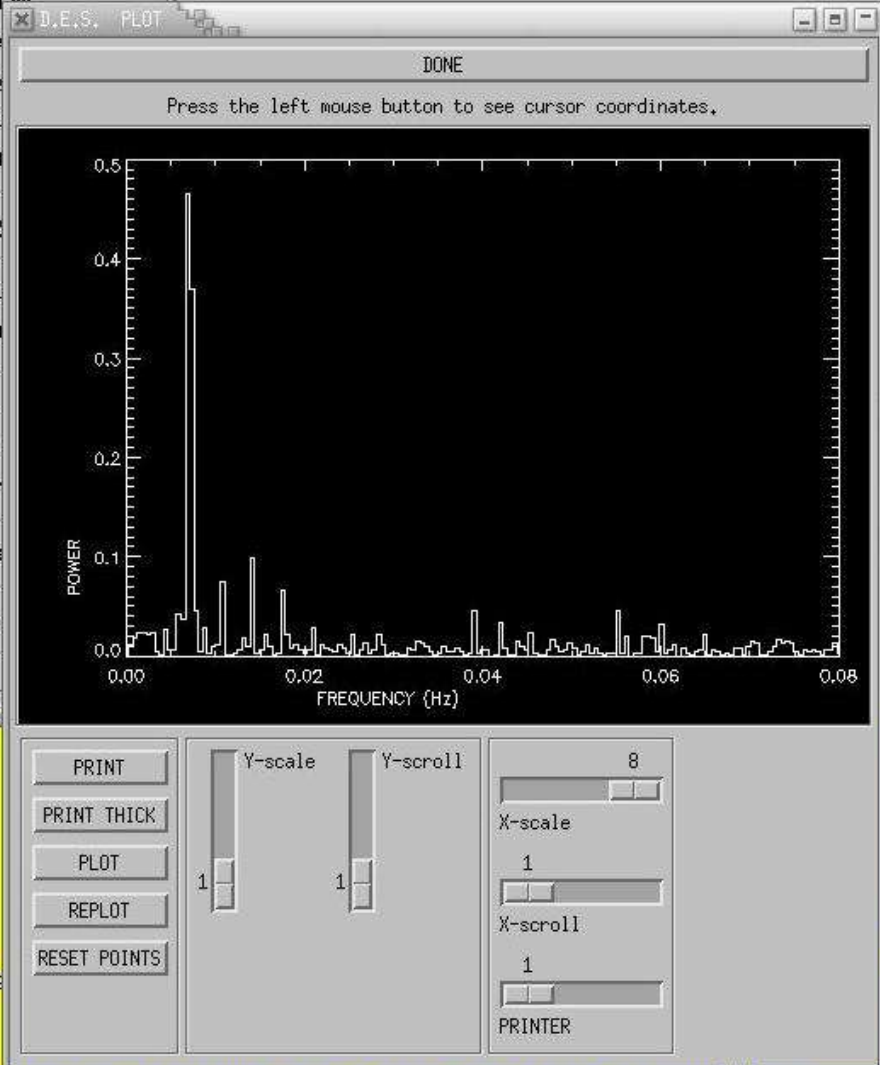 D.E.S. PLOT
DONE
Press the left mouse button to see cursor coordinates.
0.5
0.4
0.3
0.2
0.1
0.0
POWER
0.00 0.02 0.04 0.06 0.08
FREQUENCY (Hz)
PRINT
PRINT THICK
PLOT
REPLOT
RESET POINTS
Y-scale
1
Y-scroll
1
8
X-scale
1
X-scroll
1
PRINTER